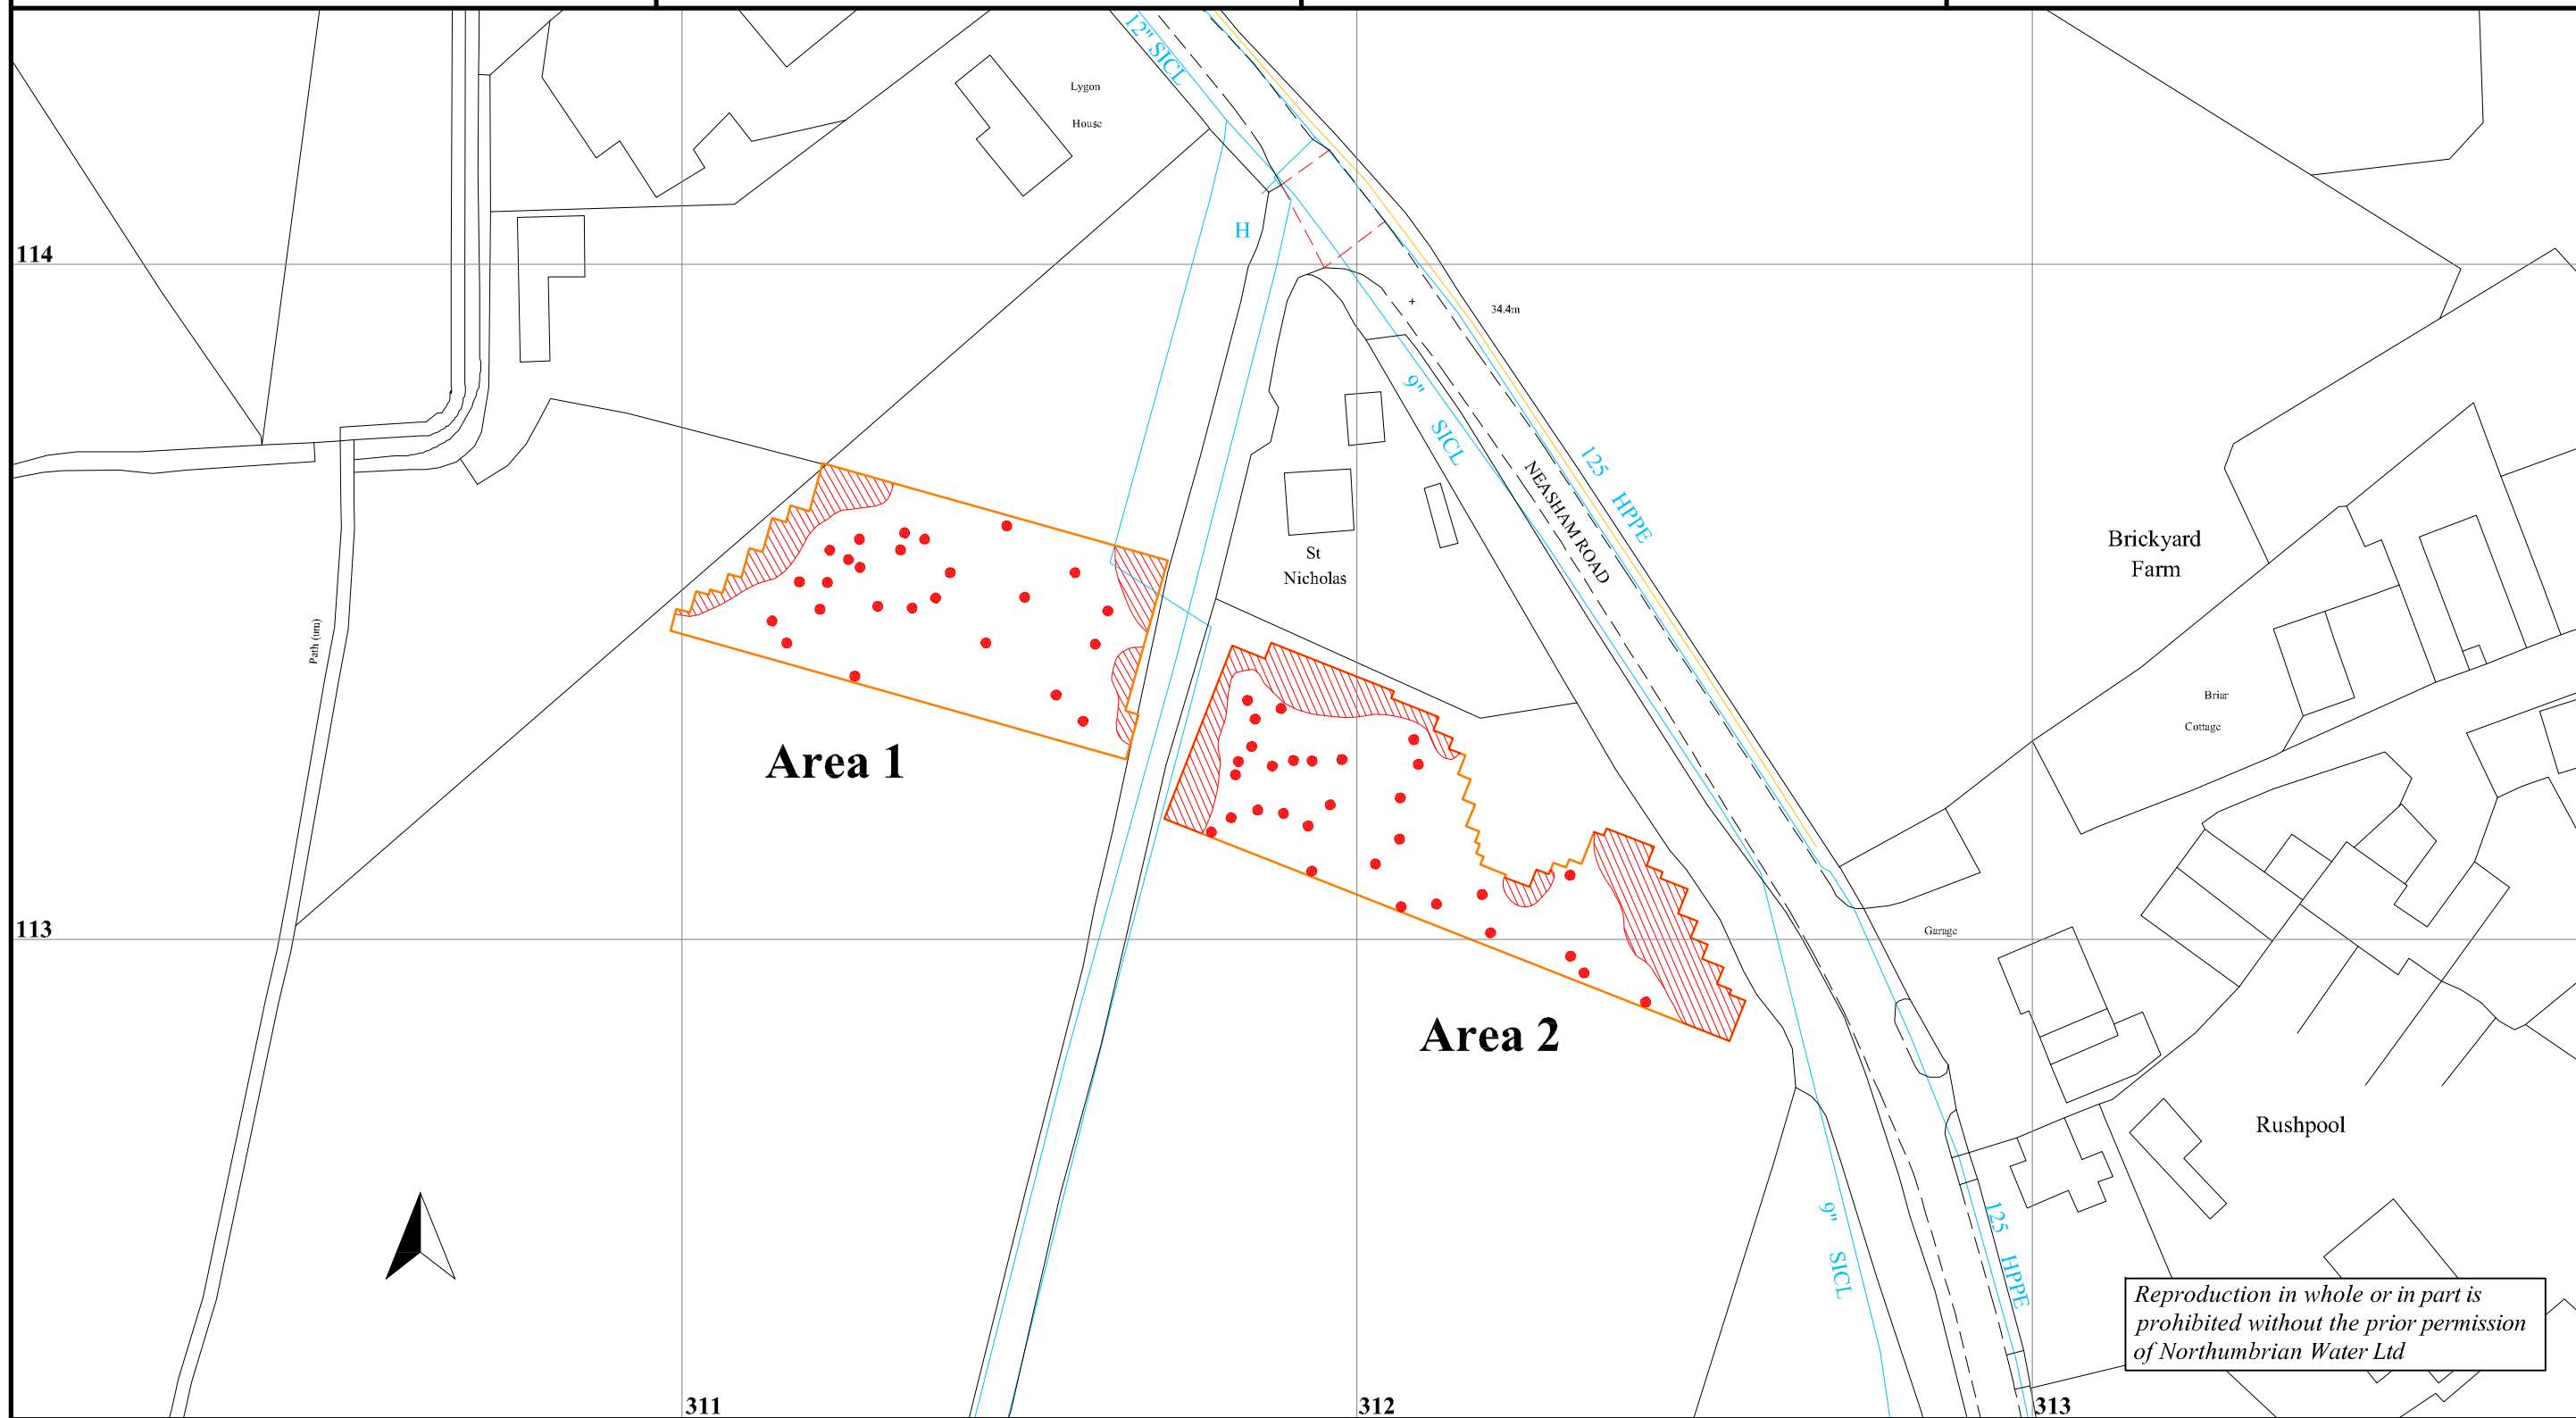 12" SICL
Lygon
House
H
114
34.4m
9" SICL
125 HPPE
NEASHAM ROAD
St
Nicholas
Brickyard
Farm
Path (um)
Briar
Cottage
Area 1
113
Garage
Area 2
Rushpool
9" SICL
125 HPPE
Reproduction in whole or in part is
prohibited without the prior permission
of Northumbrian Water Ltd
311
312
313